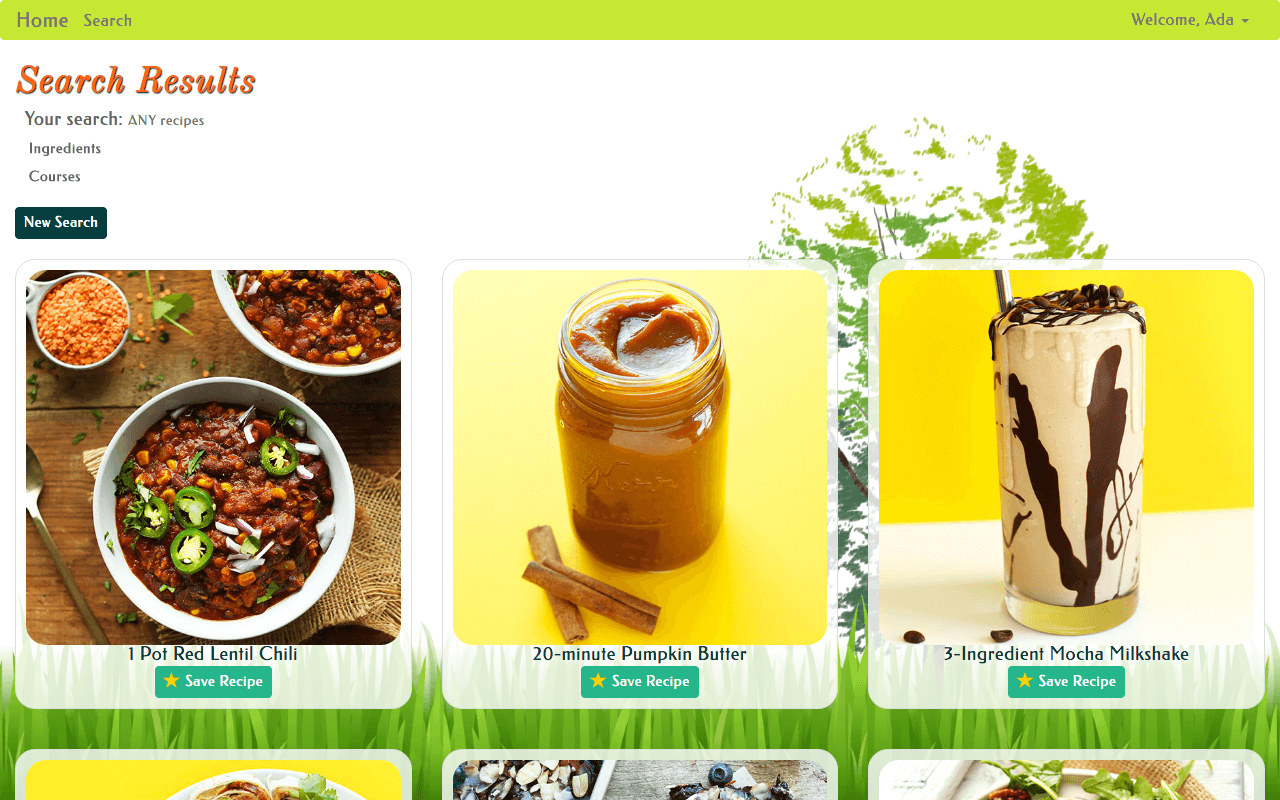 Home Search Welcome, Ada
Search Results
Your search: ANY recipes
Ingredients
Courses
New Search
1 Pot Red Lentil Chili
Save Recipe
20-minute Pumpkin Butter
Save Recipe
3-Ingredient Mocha Milkshake
Save Recipe